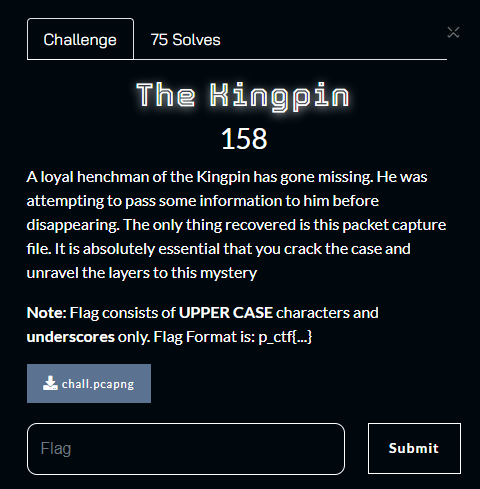 Challenge
75 Solves
The Kingpin
158
A loyal henchman of the Kingpin has gone missing. He was
attempting to pass some information to him before
disappearing. The only thing recovered is this packet capture
file. It is absolutely essential that you crack the case and
unravel the layers to this mystery
Note: Flag consists of UPPER CASE characters and
underscores only. Flag Format is: p_ctf{...}
chall.pcapng
Flag
Submit